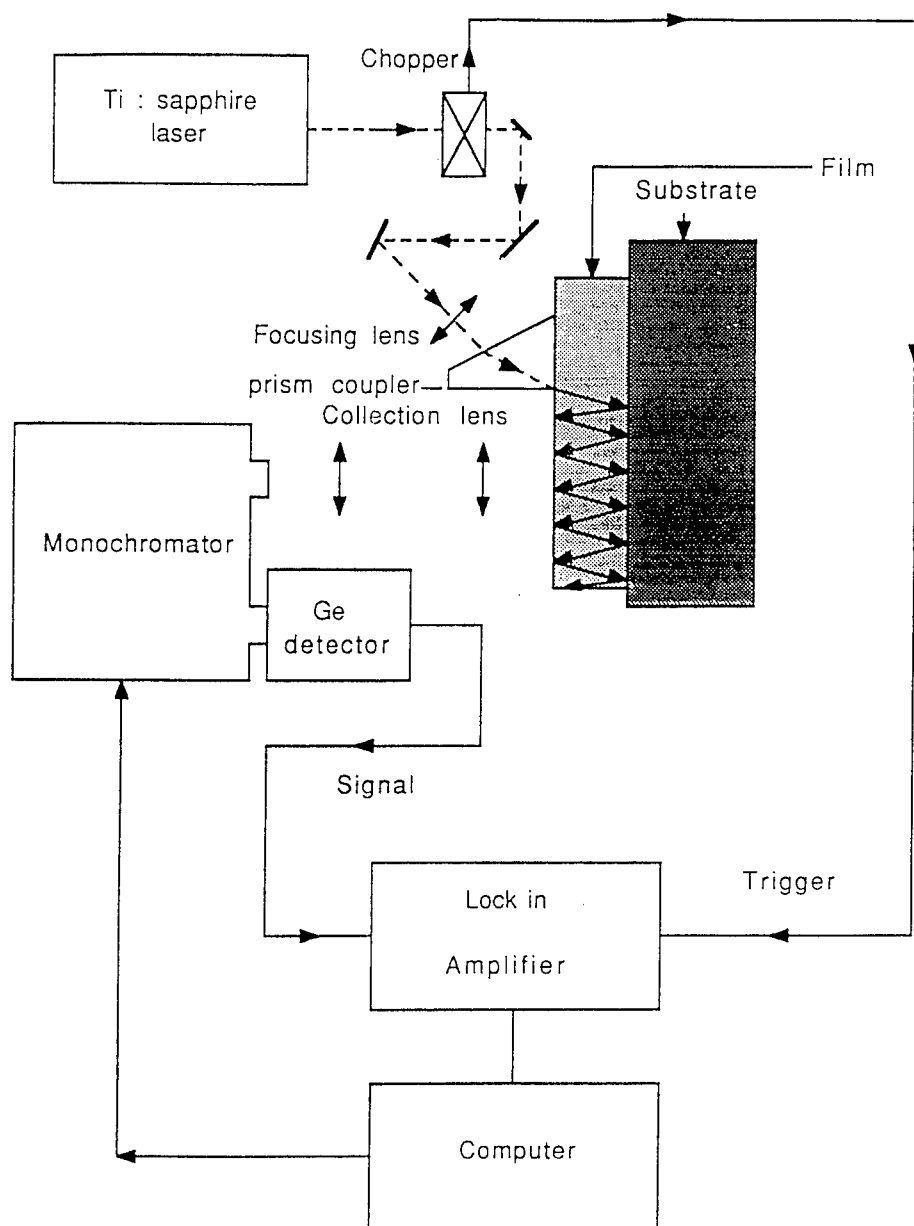 Chopper
Ti : sapphire
laser
Film
Substrate
Focusing lens
prism coupler
Collection lens
Monochromator
Ge
detector
Signal
Trigger
Lock in
Amplifier
Computer